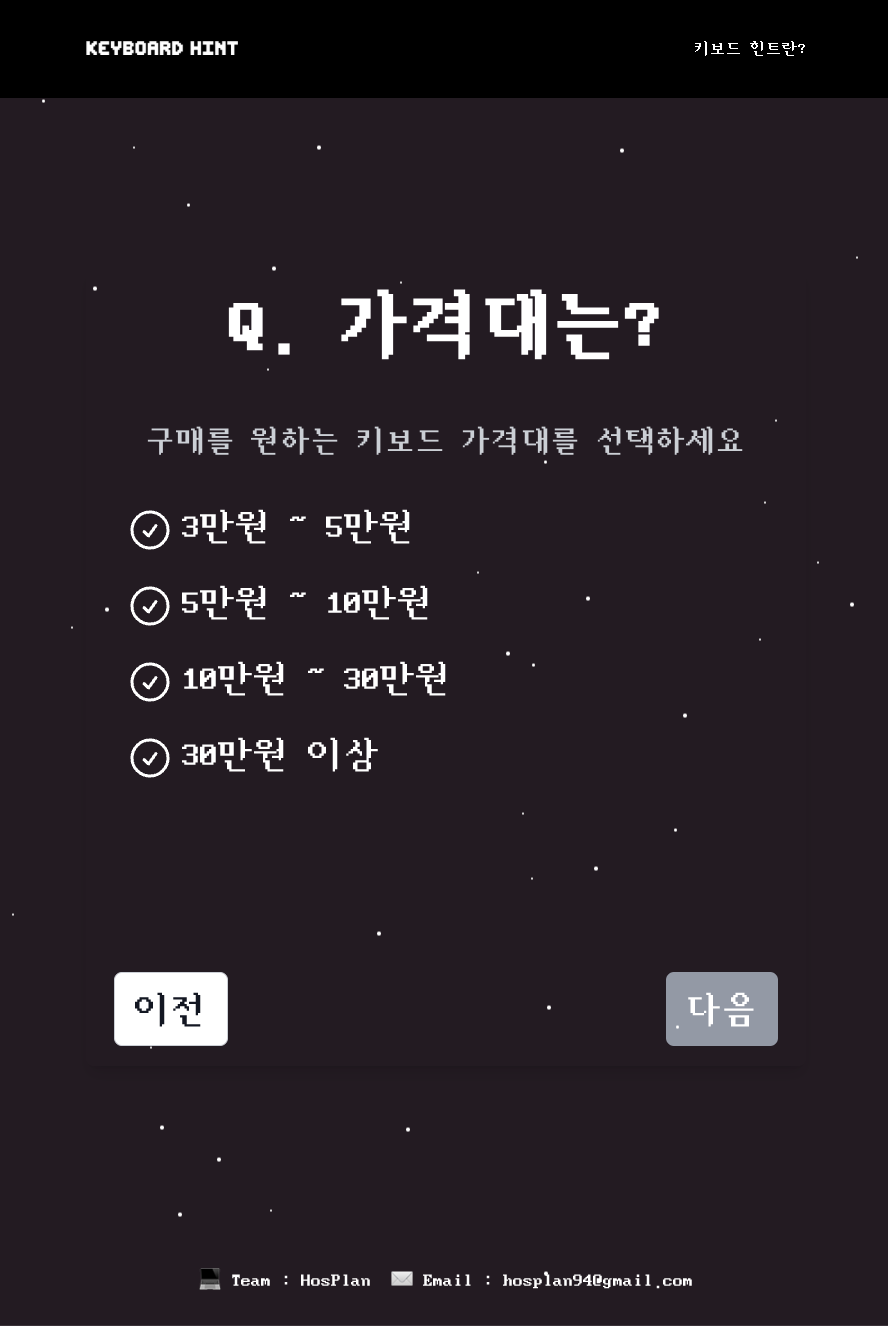 KEYBOARD HINT
키보드 힌트란?
Q. 가격대는?
구매를 원하는 키보드 가격대를 선택하세요
3만원 ~ 5만원
5만원 ~ 10만원
10만원 ~ 30만원
30만원 이상
이전
다음
Team : HosPlan Email : hosplan94@gmail.com